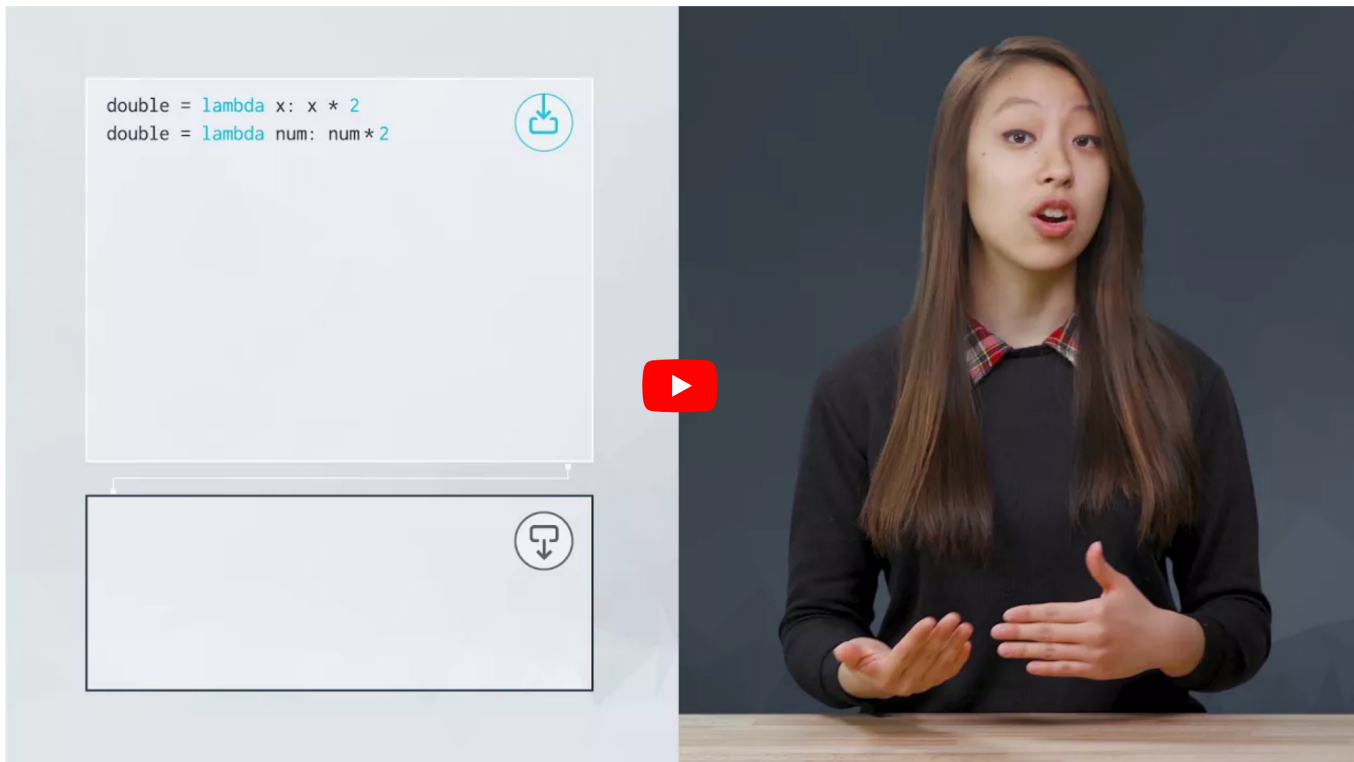 double = lambda x: x * 2
double = lambda num: num * 2